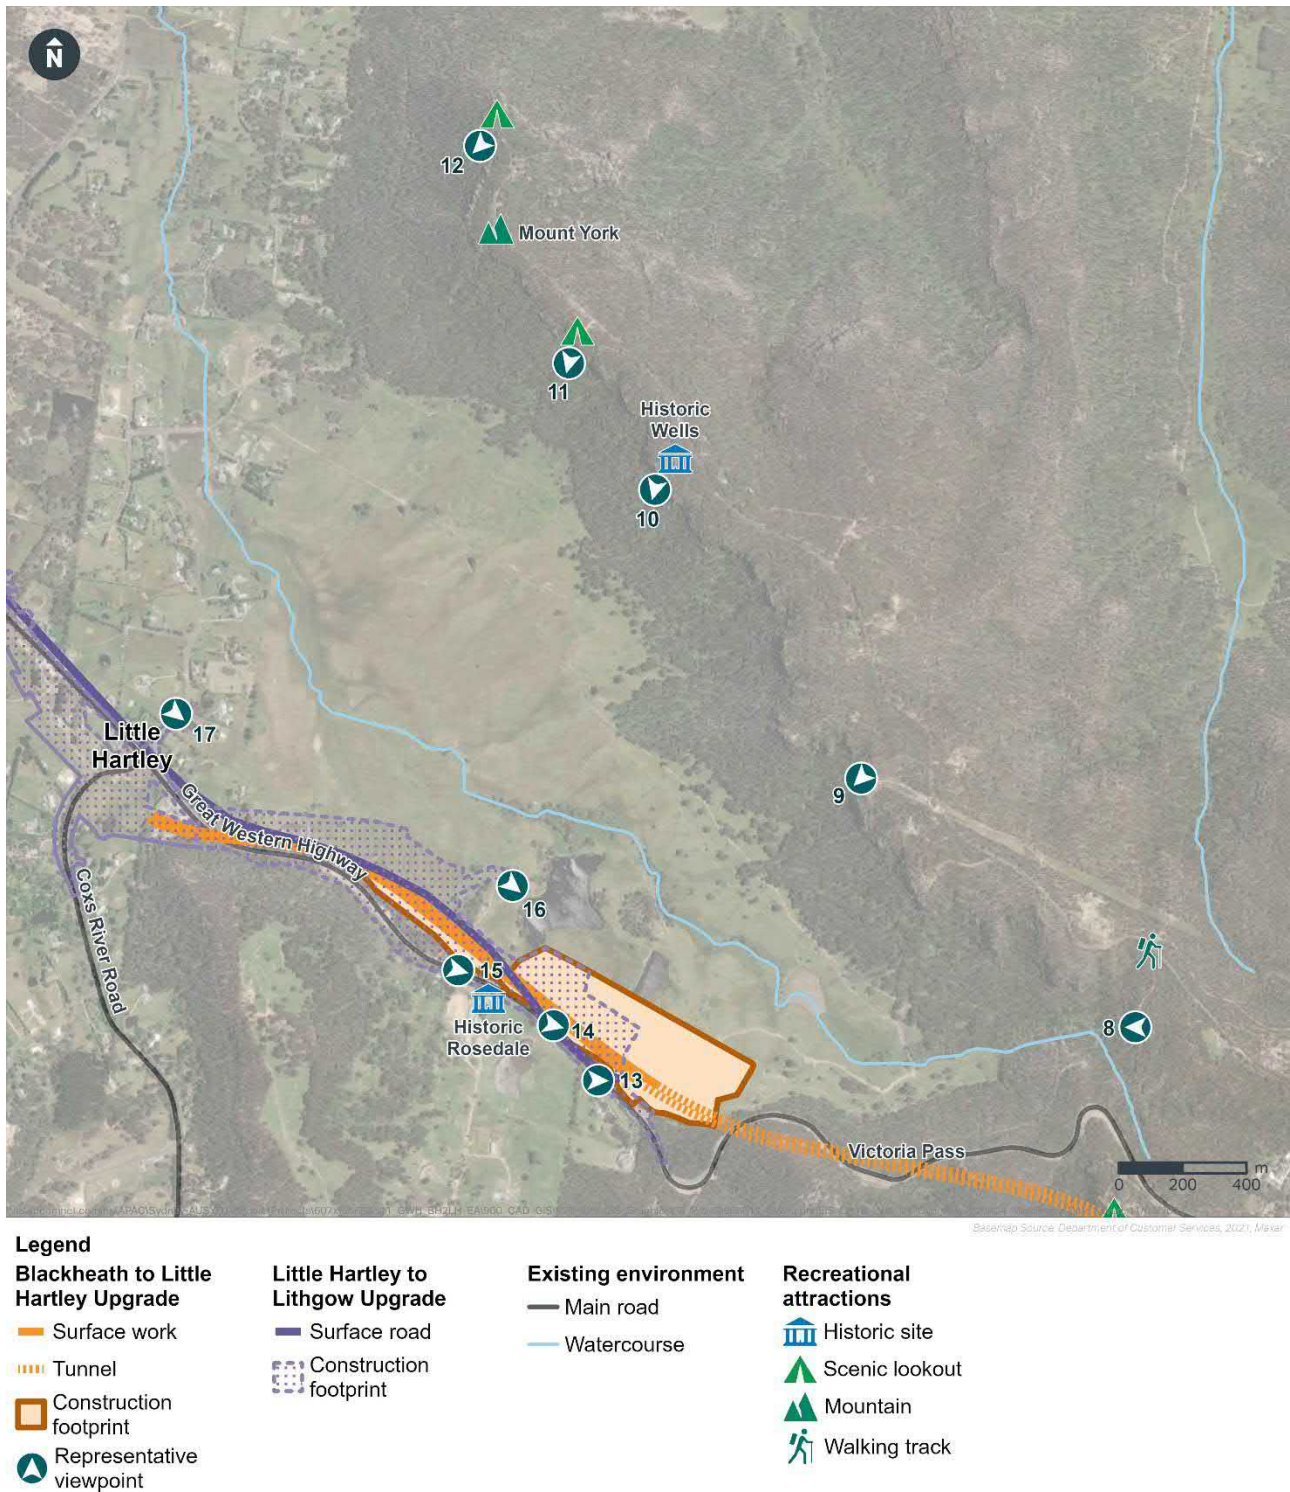 N
12
Mount York
11
Historic
Wells
10
17
Little
Hartley
9
Great Western Highway
Coxs River Road
16
15
Historic
Rosedale
14
13
8
Victoria Pass
0 200 400 m
Basemap Source: Department of Customer Services, 2021; Maxar
Legend
Blackheath to Little
Hartley Upgrade
Surface work
Tunnel
Construction
footprint
Representative
viewpoint
Little Hartley to
Lithgow Upgrade
Surface road
Construction
footprint
Existing environment
Main road
Watercourse
Recreational
attractions
Historic site
Scenic lookout
Mountain
Walking track